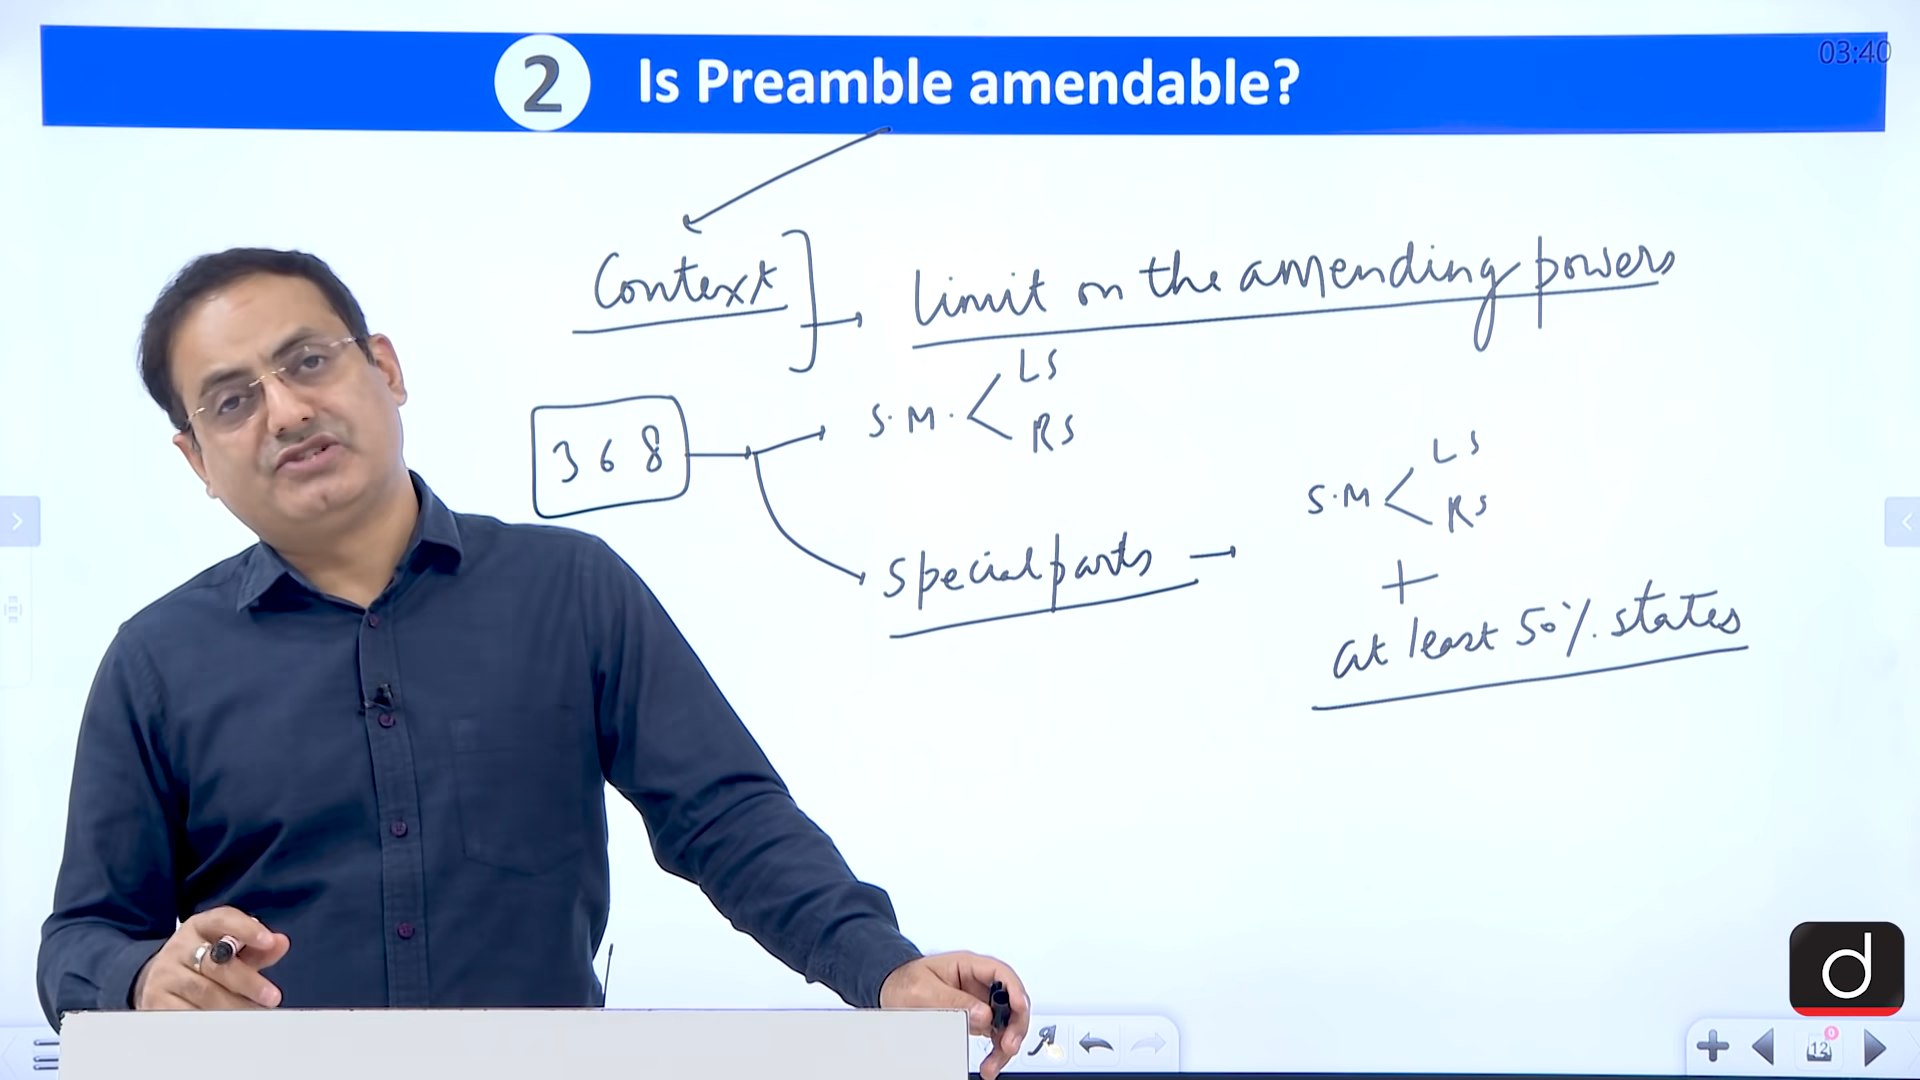 2 Is Preamble amendable?
03:40
Context
Limit on the amending powers
368
S.M.
LS
RS
Special parts
S.M
LS
RS
+
at least 50% states
d
12
0